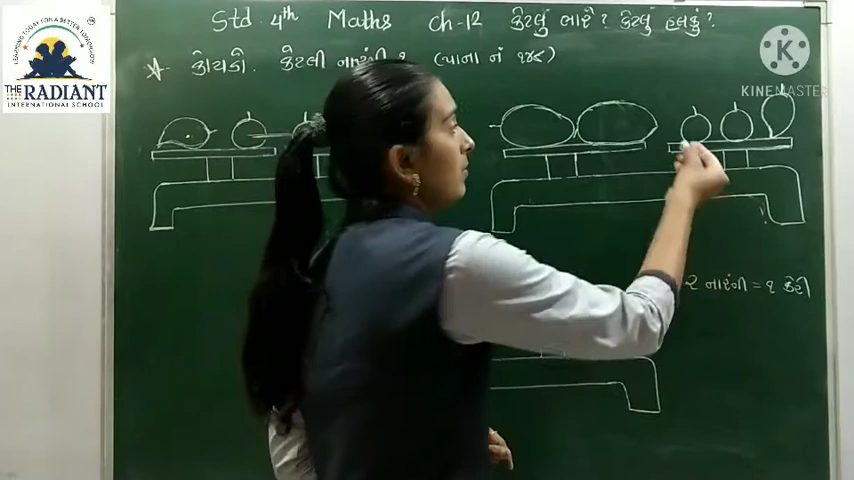 LEARNING TODAY FOR A BETTER TOMORROW
THE RADIANT
INTERNATIONAL SCHOOL
Std. 4th Maths Ch-12 કેટલું ભારે? કેટલું હલકું?
KINEMASTER
કોયડો. કેટલી નારંગી ? (પાના નં ૧૪૮)
૨ નારંગી = ૧ કેરી